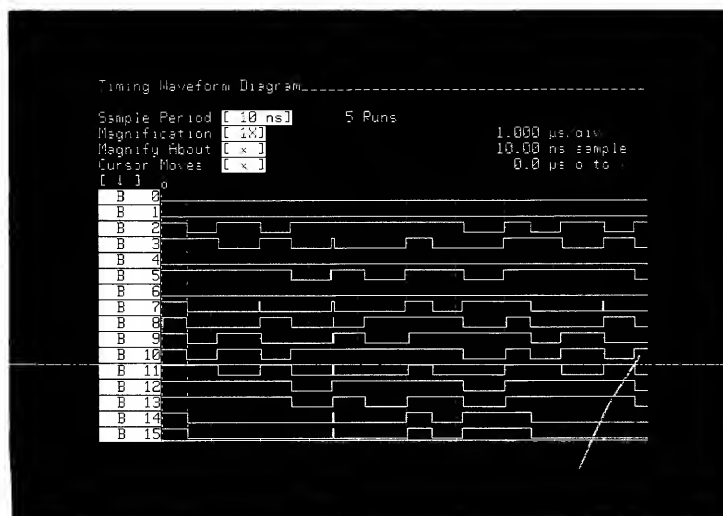 Timing Waveform Diagram
Sample Period [ 10 ns] 5 Runs
Magnification [ 1X] 1.000 µs/div
Magnify About [ x ] 10.00 ns sample
Cursor Moves [ x ] 0.0 µs o to
[ ↓ ] o
B 0
B 1
B 2
B 3
B 4
B 5
B 6
B 7
B 8
B 9
B 10
B 11
B 12
B 13
B 14
B 15